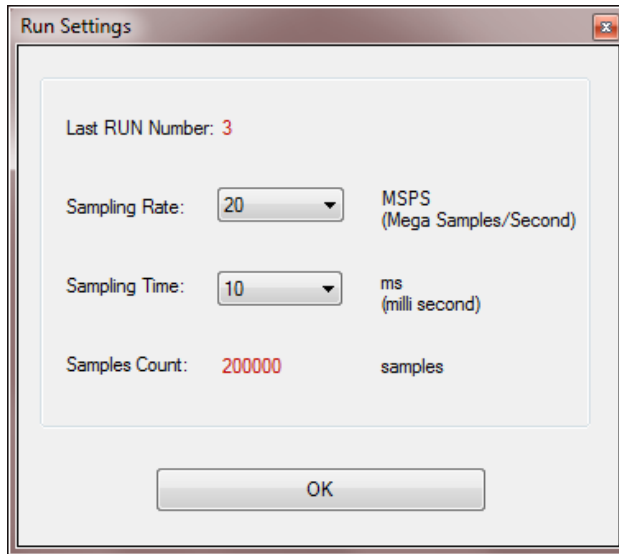 Run Settings
Last RUN Number: 3
Sampling Rate: 20 MSPS
(Mega Samples/Second)
Sampling Time: 10 ms
(milli second)
Samples Count: 200000 samples
OK